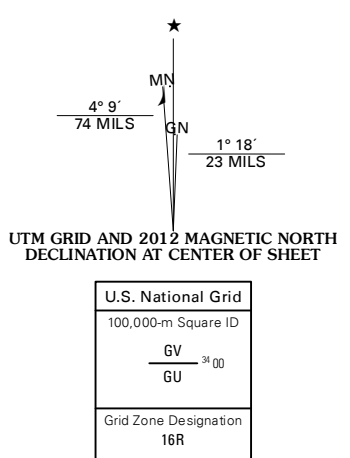 ★
MN
4° 9´
74 MILS
GN
1° 18´
23 MILS
UTM GRID AND 2012 MAGNETIC NORTH
DECLINATION AT CENTER OF SHEET
U.S. National Grid
100,000-m Square ID
GV
34 00
GU
Grid Zone Designation
16R